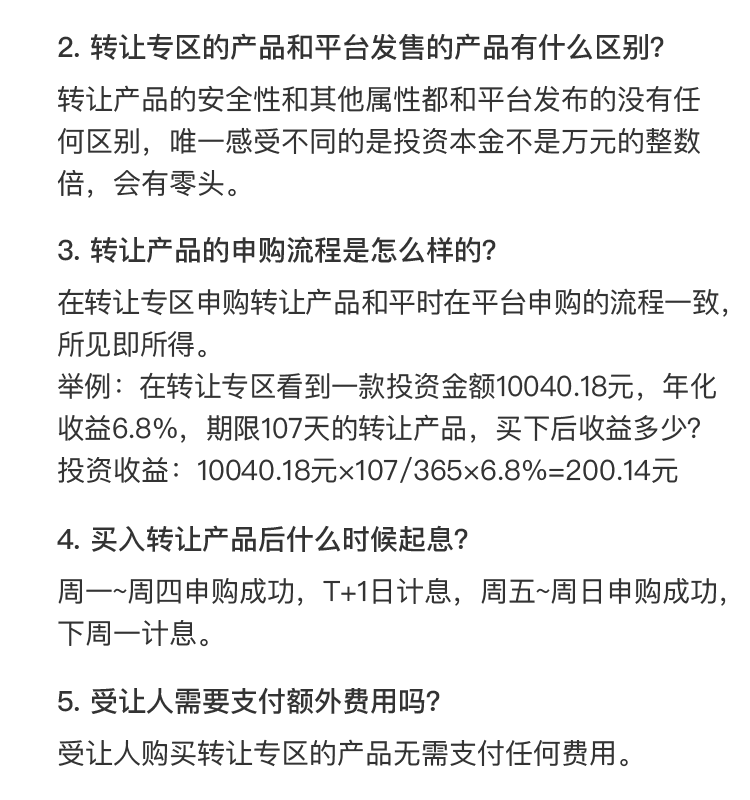 2. 转让专区的产品和平台发售的产品有什么区别?
转让产品的安全性和其他属性都和平台发布的没有任
何区别，唯一感受不同的是投资本金不是万元的整数
倍，会有零头。
3. 转让产品的申购流程是怎么样的?
在转让专区申购转让产品和平时在平台申购的流程一致，
所见即所得。
举例：在转让专区看到一款投资金额10040.18元，年化
收益6.8%，期限107天的转让产品，买下后收益多少?
投资收益：10040.18元×107/365×6.8%=200.14元
4. 买入转让产品后什么时候起息?
周一~周四申购成功，T+1日计息，周五~周日申购成功，
下周一计息。
5. 受让人需要支付额外费用吗?
受让人购买转让专区的产品无需支付任何费用。